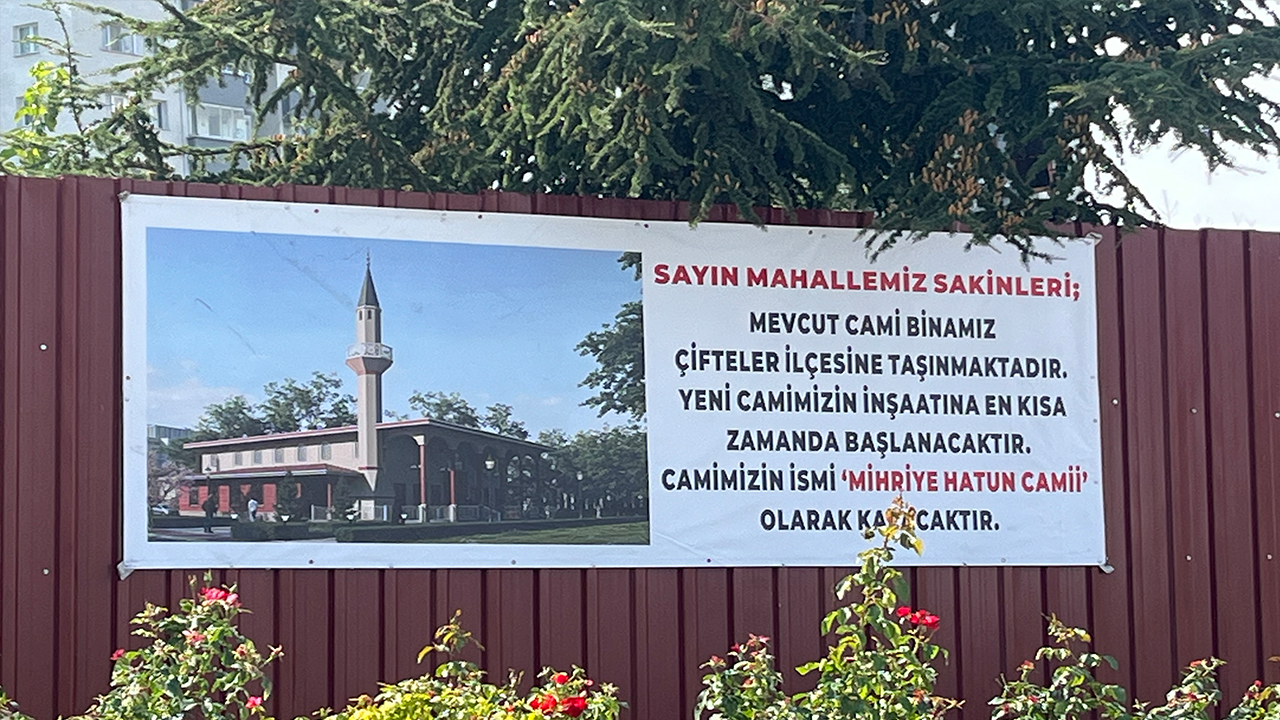 SAYIN MAHALLEMİZ SAKİNLERİ;
MEVCUT CAMİ BİNAMIZ
ÇİFTELER İLÇESİNE TAŞINMAKTADIR.
YENİ CAMİMİZİN İNŞAATINA EN KISA
ZAMANDA BAŞLANACAKTIR.
CAMİMİZİN İSMİ ‘MİHRİYE HATUN CAMİİ’
OLARAK